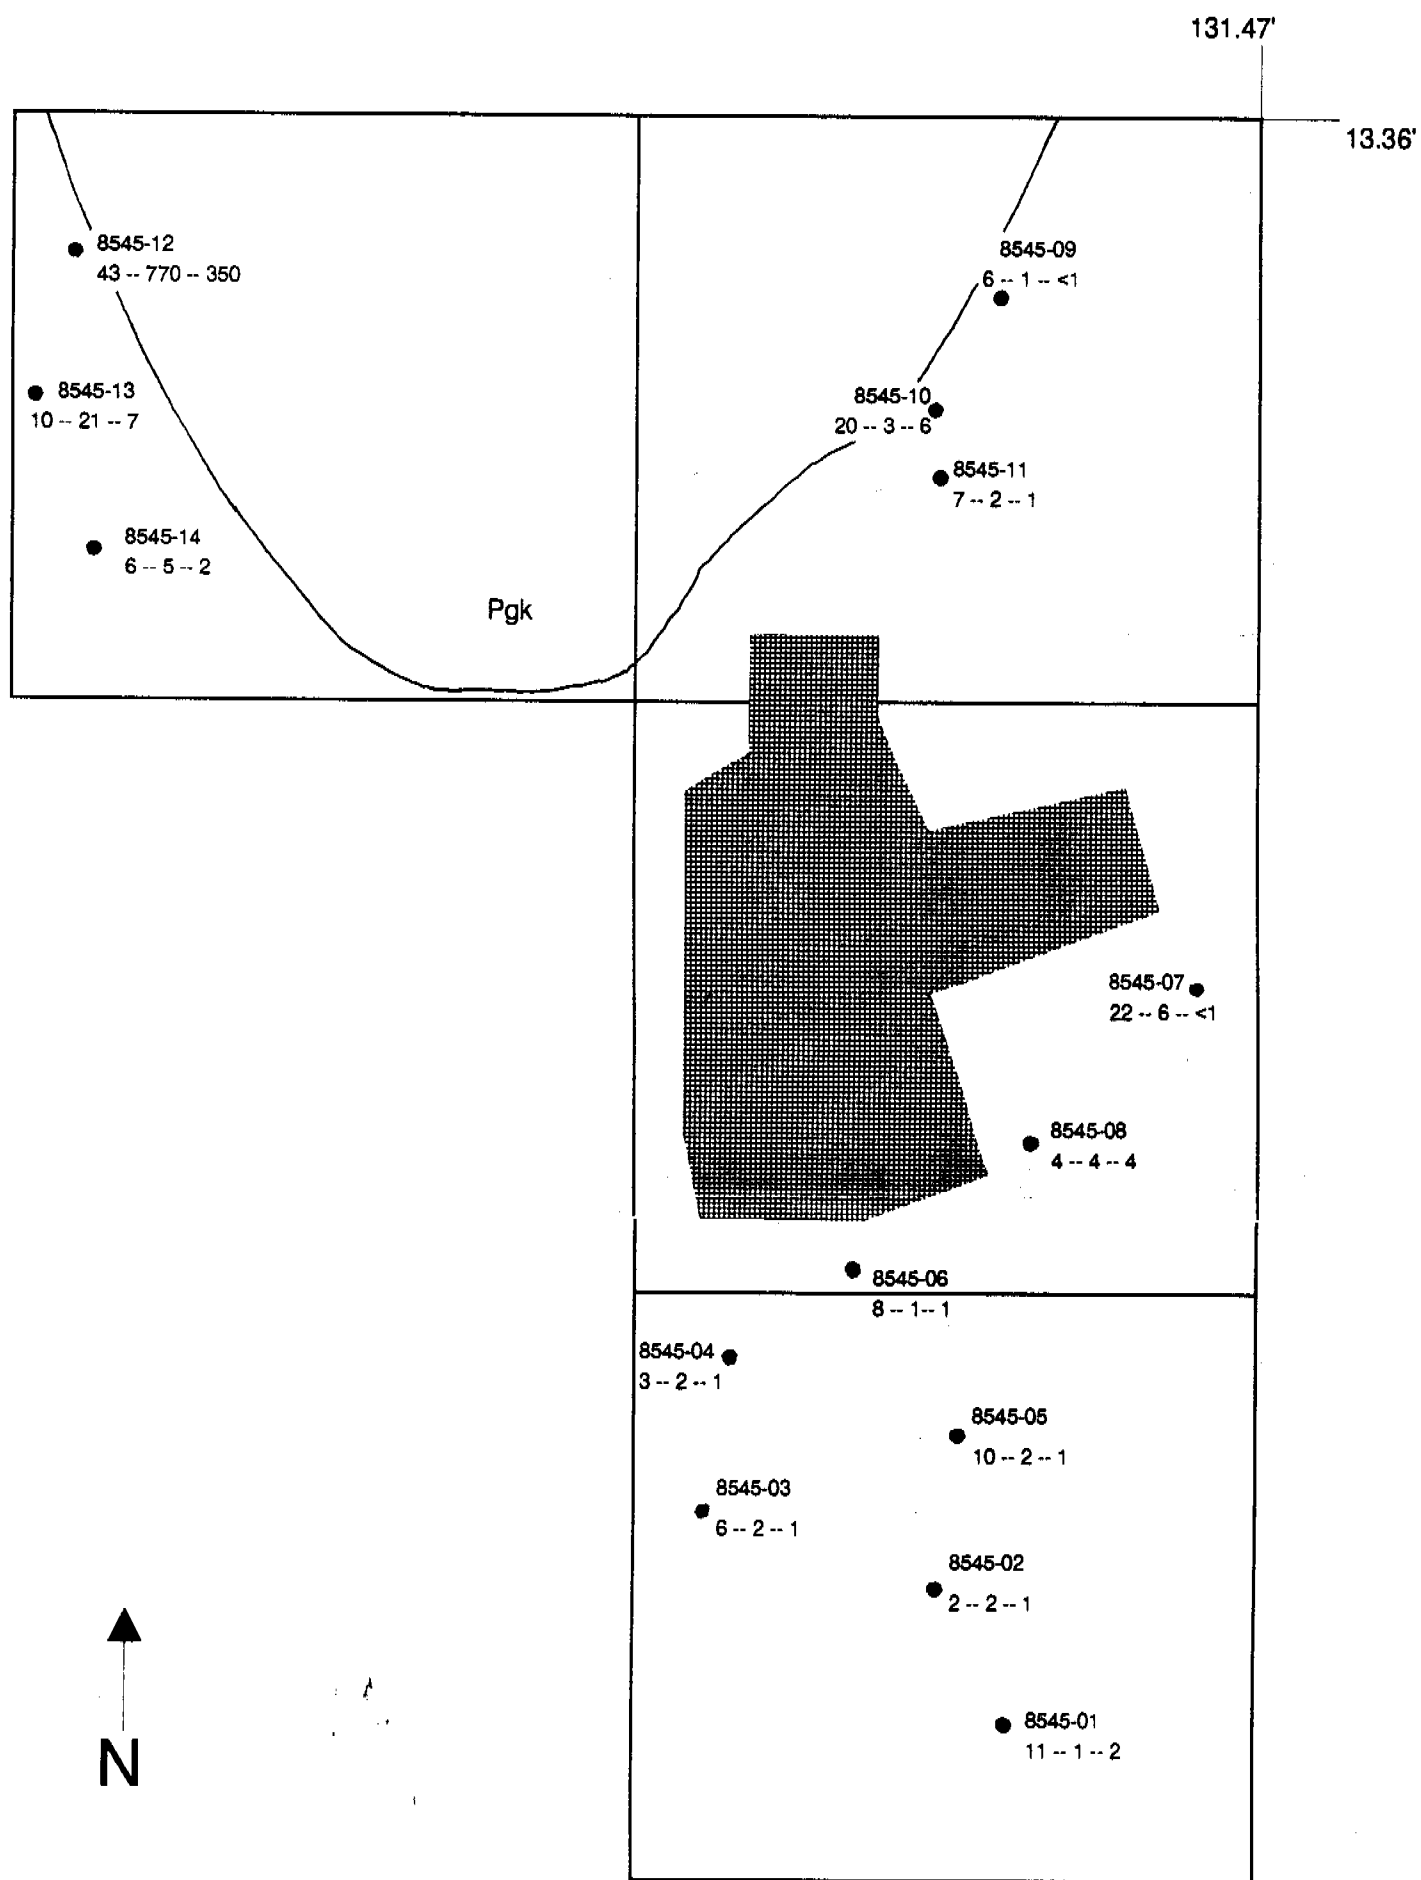 131.47'
13.36'
8545-12
43 -- 770 -- 350
8545-09
6 -- 1 -- <1
8545-13
10 -- 21 -- 7
8545-10
20 -- 3 -- 6
8545-11
7 -- 2 -- 1
8545-14
6 -- 5 -- 2
Pgk
8545-07
22 -- 6 -- <1
8545-08
4 -- 4 -- 4
8545-06
8 -- 1 -- 1
8545-04
3 -- 2 -- 1
8545-05
10 -- 2 -- 1
8545-03
6 -- 2 -- 1
8545-02
2 -- 2 -- 1
8545-01
11 -- 1 -- 2
N